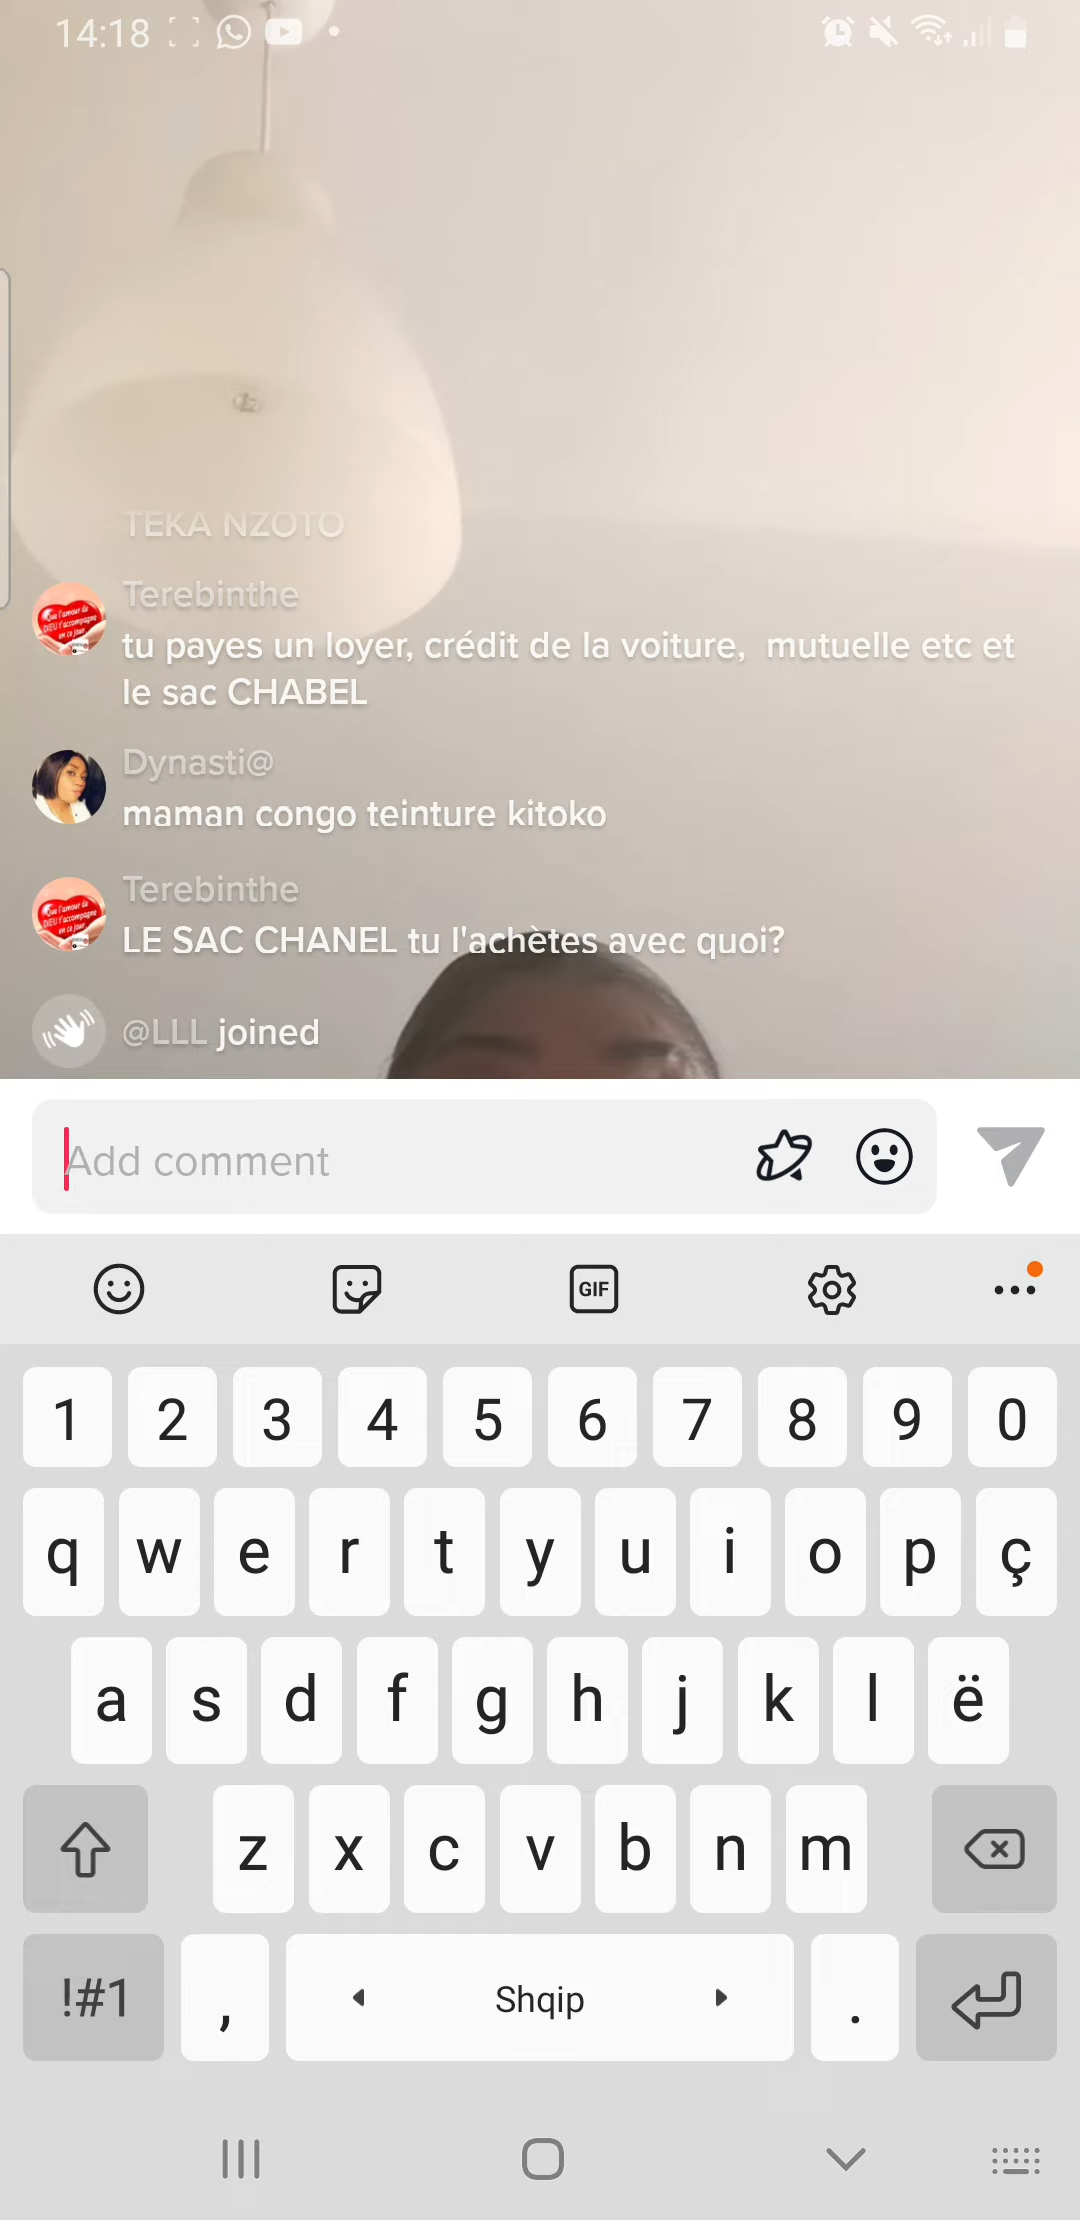 14:18
TEKA NZOTO
Terebinthe
tu payes un loyer, crédit de la voiture, mutuelle etc et
le sac CHABEL
Dynasti@
maman congo teinture kitoko
Terebinthe
LE SAC CHANEL tu l'achètes avec quoi?
@LLL joined
Add comment
GIF
1 2 3 4 5 6 7 8 9 0
q w e r t y u i o p ç
a s d f g h j k l ë
z x c v b n m
!#1 , Shqip .